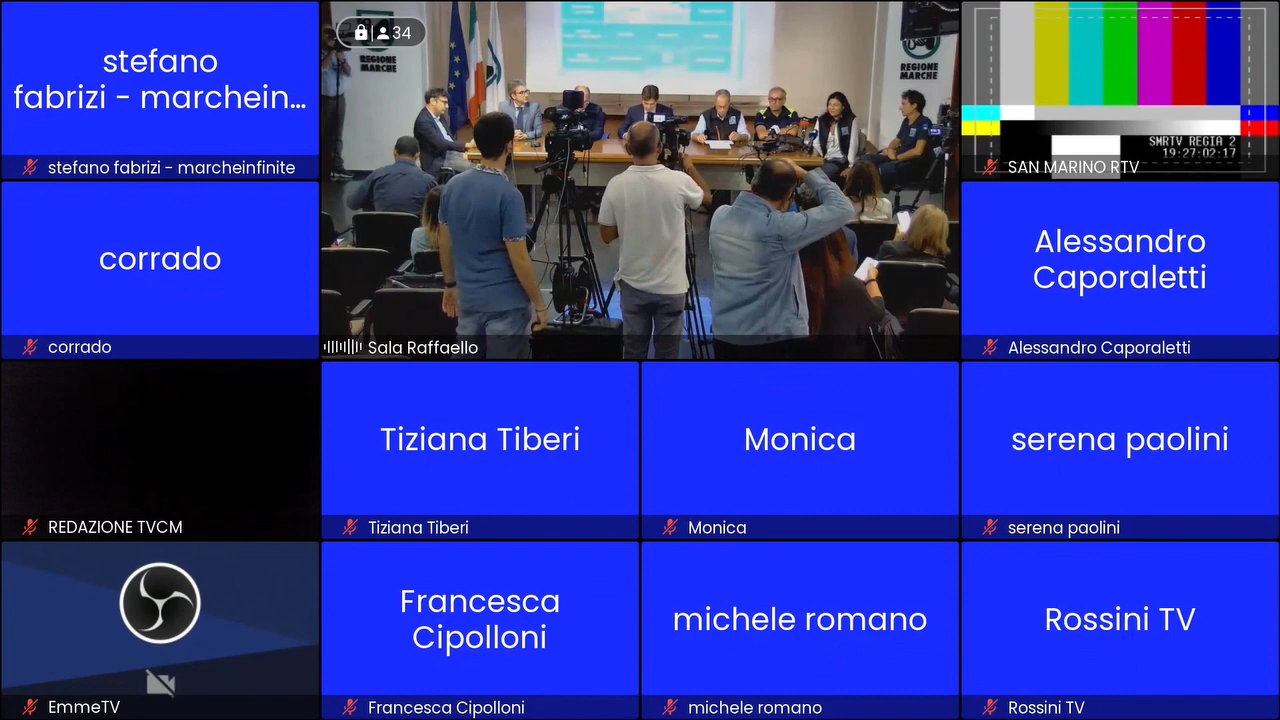 stefano
fabrizi - marchein...
stefano fabrizi - marcheinfinite
34
REGIONE
MARCHE
REGIONE
MARCHE
Sala Raffaello
SMRTV REGIA 2
19:27:02:17
SAN MARINO RTV
corrado
corrado
Alessandro
Caporaletti
Alessandro Caporaletti
REDAZIONE TVCM
Tiziana Tiberi
Tiziana Tiberi
Monica
Monica
serena paolini
serena paolini
EmmeTV
Francesca
Cipolloni
Francesca Cipolloni
michele romano
michele romano
Rossini TV
Rossini TV